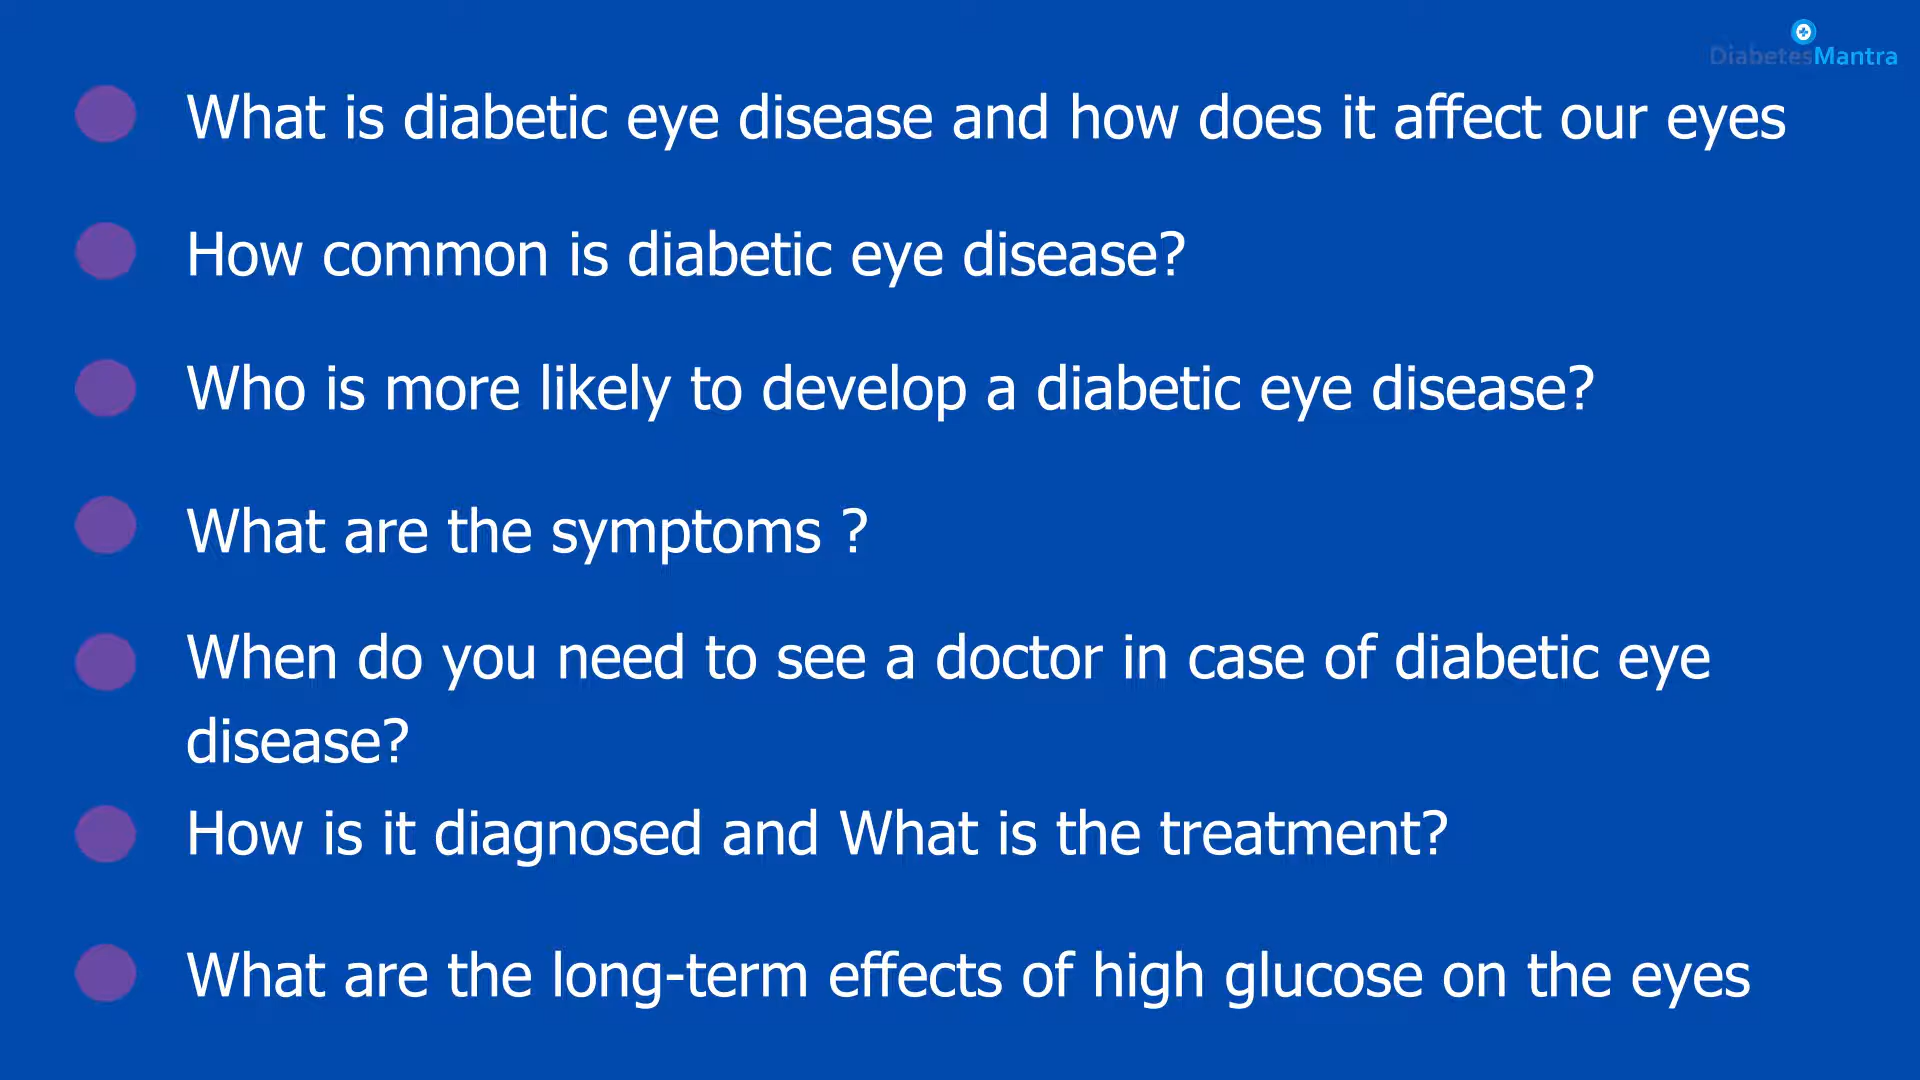 DiabetesMantra
What is diabetic eye disease and how does it affect our eyes
How common is diabetic eye disease?
Who is more likely to develop a diabetic eye disease?
What are the symptoms ?
When do you need to see a doctor in case of diabetic eye
disease?
How is it diagnosed and What is the treatment?
What are the long-term effects of high glucose on the eyes